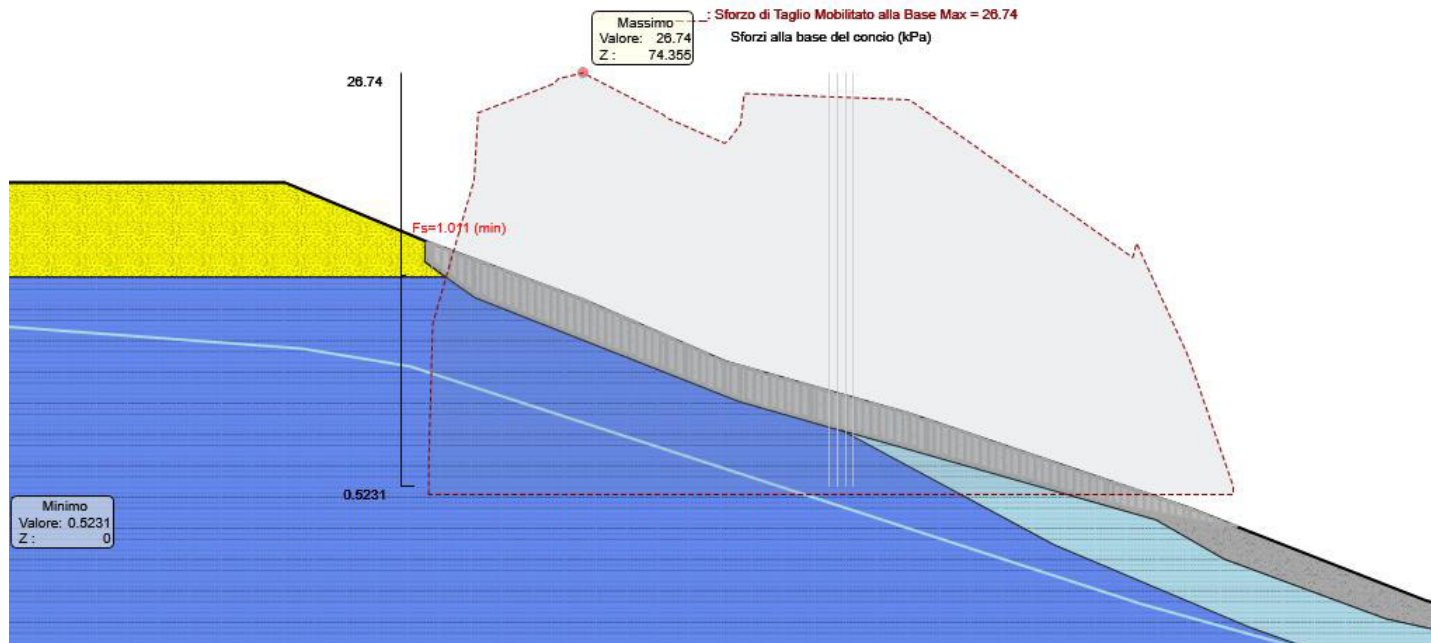 : Sforzo di Taglio Mobilitato alla Base Max = 26.74
Sforzi alla base del concio (kPa)
Massimo
Valore: 26.74
Z : 74.355
26.74
Fs=1.011 (min)
0.5231
Minimo
Valore: 0.5231
Z : 0